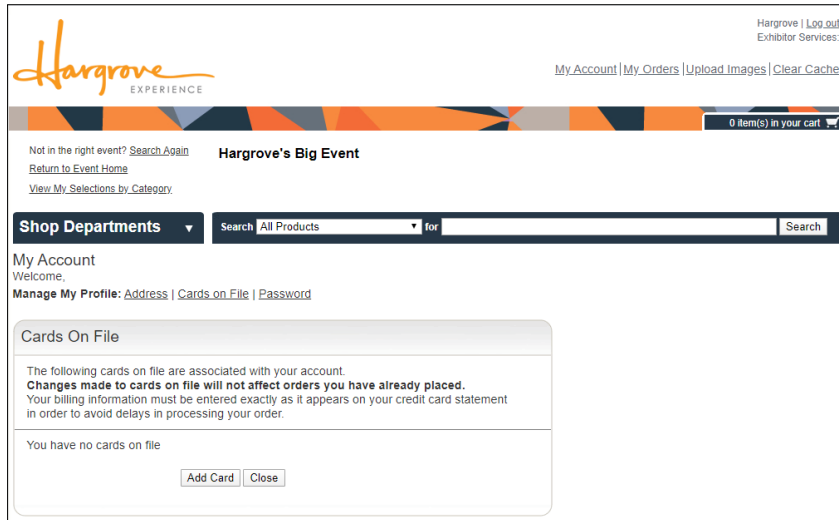 Hargrove | Log out
Exhibitor Services:
Hargrove
EXPERIENCE
My Account | My Orders | Upload Images | Clear Cache
0 item(s) in your cart
Not in the right event? Search Again
Return to Event Home
View My Selections by Category
Hargrove's Big Event
Shop Departments
Search All Products for Search
My Account
Welcome,
Manage My Profile: Address | Cards on File | Password
Cards On File
The following cards on file are associated with your account.
Changes made to cards on file will not affect orders you have already placed.
Your billing information must be entered exactly as it appears on your credit card statement
in order to avoid delays in processing your order.
You have no cards on file
Add Card Close